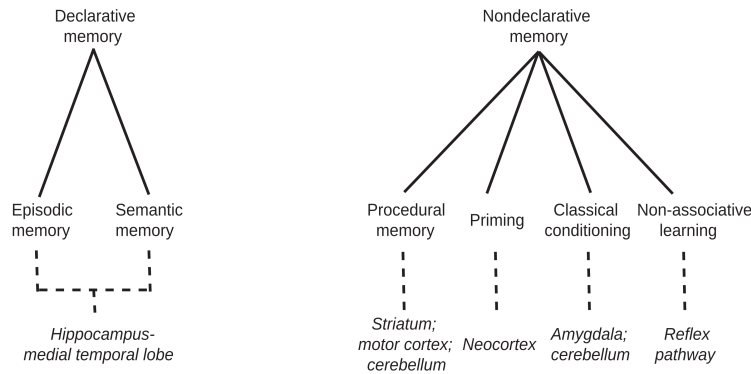 Declarative
memory
Nondeclarative
memory
Episodic
memory
Semantic
memory
Procedural
memory
Priming
Classical
conditioning
Non-associative
learning
Hippocampus-
medial temporal lobe
Striatum;
motor cortex;
cerebellum
Neocortex
Amygdala;
cerebellum
Reflex
pathway